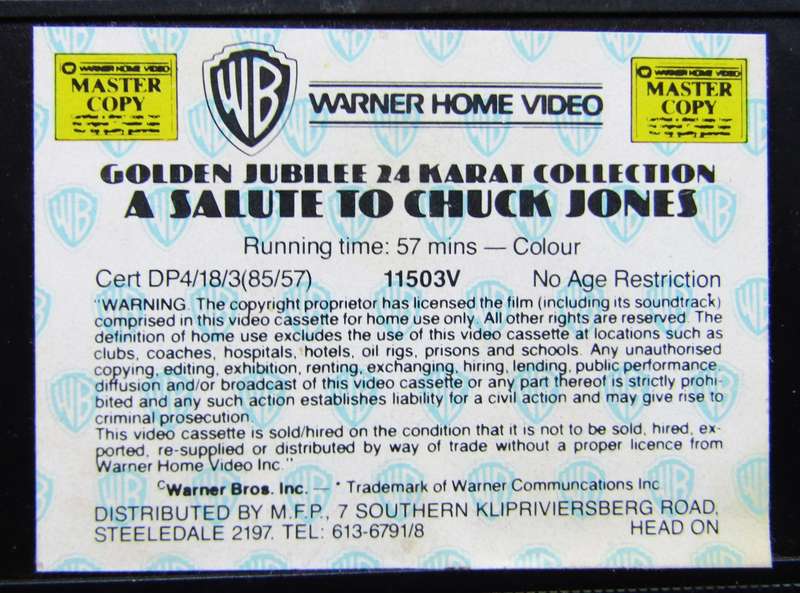 WARNER HOME VIDEO
MASTER
COPY
WB
WARNER HOME VIDEO
WARNER HOME VIDEO
MASTER
COPY
GOLDEN JUBILEE 24 KARAT COLLECTION
A SALUTE TO CHUCK JONES
Running time: 57 mins — Colour
Cert DP4/18/3(85/57) 11503V No Age Restriction
"WARNING. The copyright proprietor has licensed the film (including its soundtrack)
comprised in this video cassette for home use only. All other rights are reserved. The
definition of home use excludes the use of this video cassette at locations such as
clubs, coaches, hospitals, hotels, oil rigs, prisons and schools. Any unauthorised
copying, editing, exhibition, renting, exchanging, hiring, lending, public performance,
diffusion and/or broadcast of this video cassette or any part thereof is strictly prohi-
bited and any such action establishes liability for a civil action and may give rise to
criminal prosecution.
This video cassette is sold/hired on the condition that it is not to be sold, hired, ex-
ported, re-supplied or distributed by way of trade without a proper licence from
Warner Home Video Inc."
©Warner Bros. Inc. — * Trademark of Warner Communcations Inc
DISTRIBUTED BY M.F.P., 7 SOUTHERN KLIPRIVIERSBERG ROAD,
STEELEDALE 2197. TEL: 613-6791/8 HEAD ON